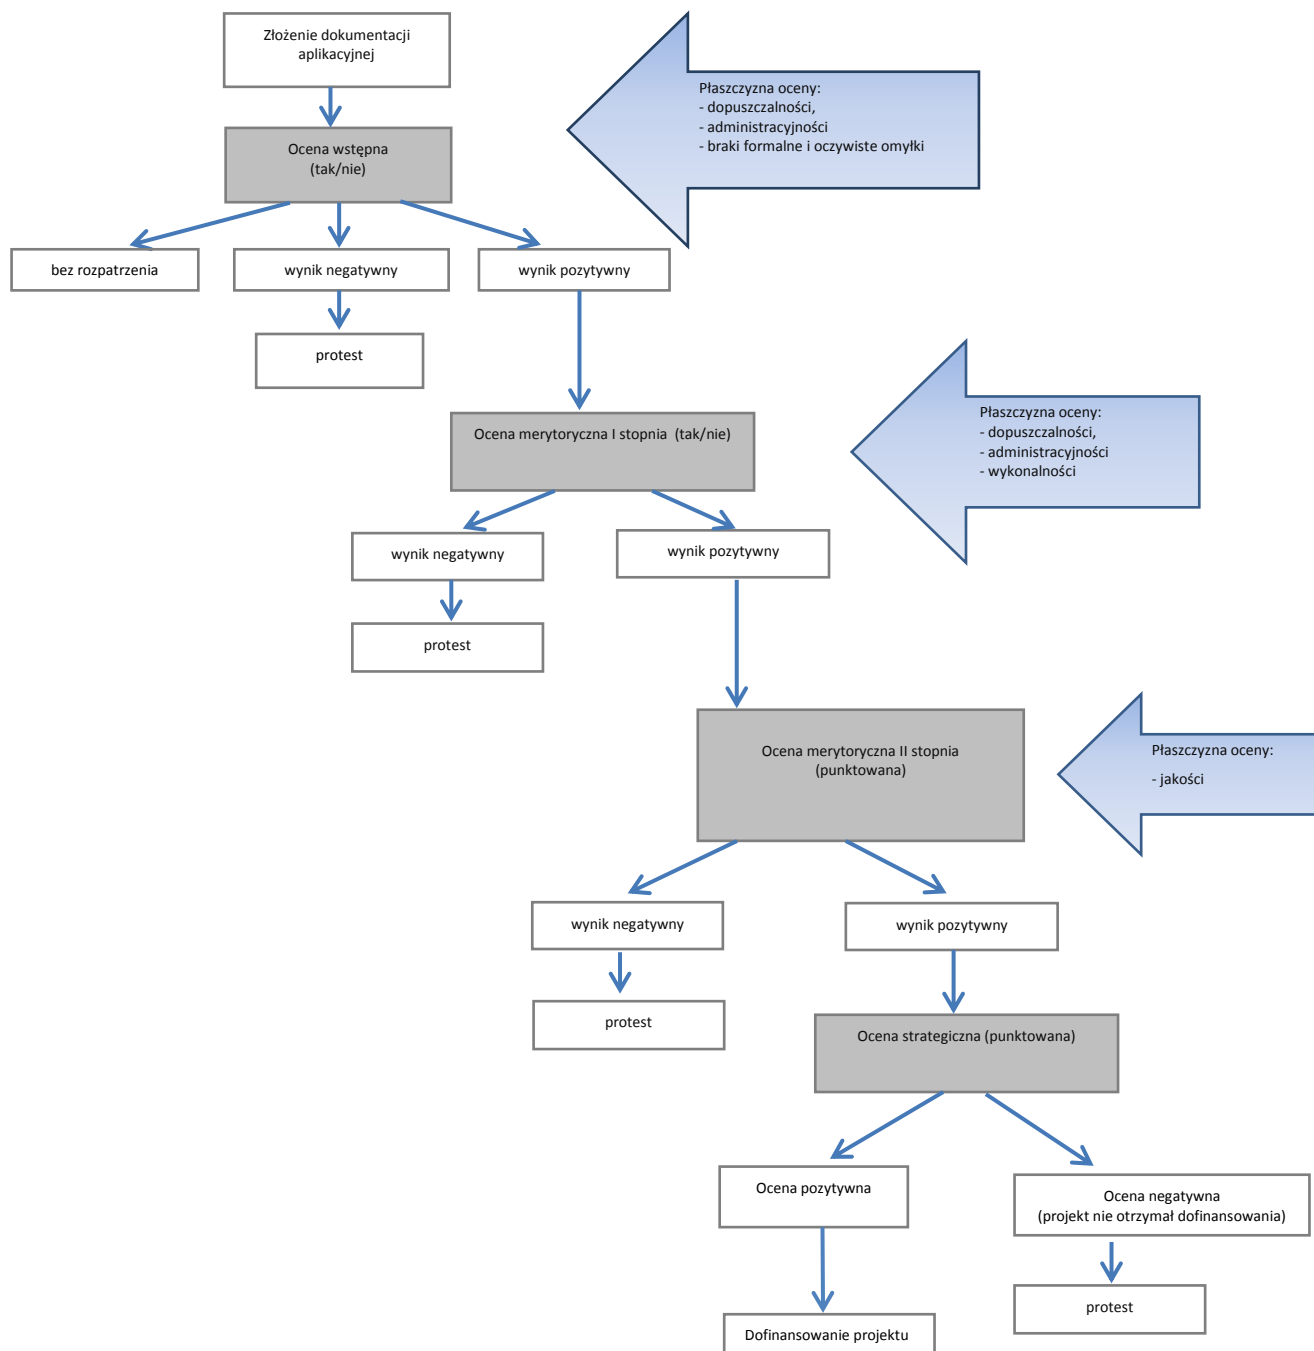 Złożenie dokumentacji
aplikacyjnej
Płaszczyzna oceny:
- dopuszczalności,
- administracyjności
- braki formalne i oczywiste omyłki
Ocena wstępna
(tak/nie)
bez rozpatrzenia
wynik negatywny
wynik pozytywny
protest
Płaszczyzna oceny:
- dopuszczalności,
- administracyjności
- wykonalności
Ocena merytoryczna I stopnia (tak/nie)
wynik negatywny
wynik pozytywny
protest
Ocena merytoryczna II stopnia
(punktowana)
Płaszczyzna oceny:
- jakości
wynik negatywny
wynik pozytywny
protest
Ocena strategiczna (punktowana)
Ocena pozytywna
Ocena negatywna
(projekt nie otrzymał dofinansowania)
protest
Dofinansowanie projektu